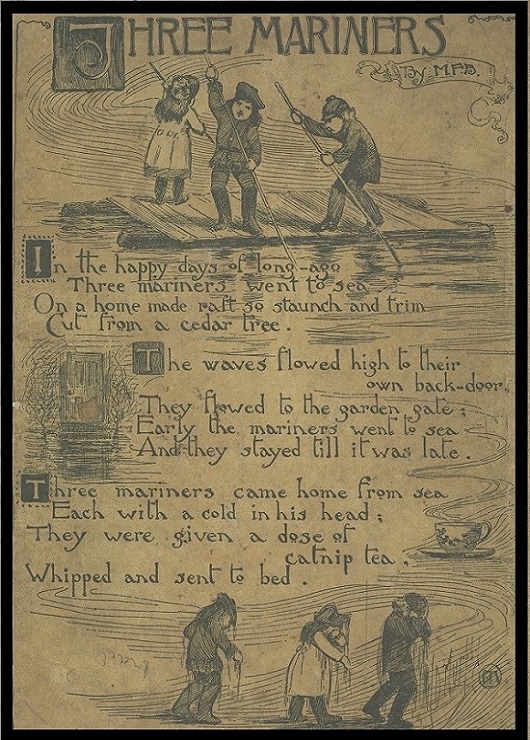 THREE MARINERS
By M.F.B.
In the happy days of long-ago
Three mariners went to sea
On a home made raft so staunch and trim
Cut from a cedar tree.
The waves flowed high to their
own back-door,
They flowed to the garden gate;
Early the mariners went to sea
And they stayed till it was late.
Three mariners came home from sea
Each with a cold in his head;
They were given a dose of
catnip tea,
Whipped and sent to bed.